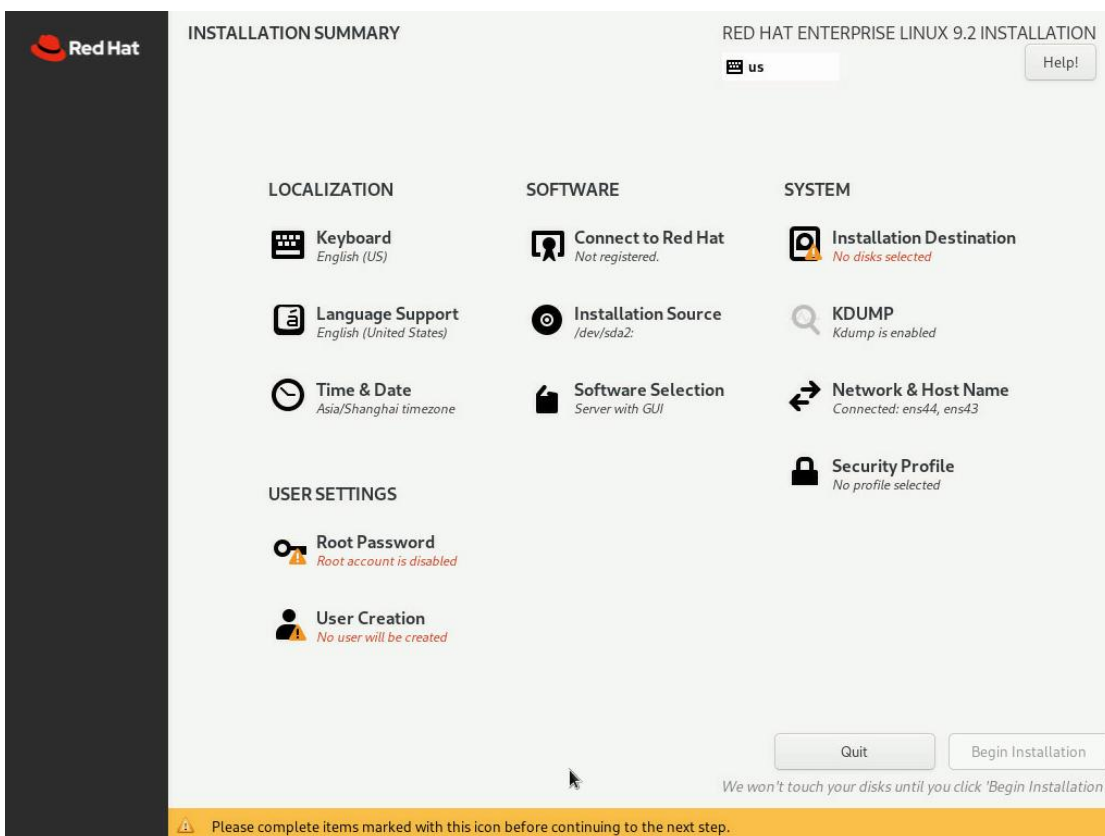 Red Hat
INSTALLATION SUMMARY
RED HAT ENTERPRISE LINUX 9.2 INSTALLATION
us
Help!
LOCALIZATION
Keyboard
English (US)
Language Support
English (United States)
Time & Date
Asia/Shanghai timezone
SOFTWARE
Connect to Red Hat
Not registered.
Installation Source
/dev/sda2:
Software Selection
Server with GUI
SYSTEM
Installation Destination
No disks selected
KDUMP
Kdump is enabled
Network & Host Name
Connected: ens44, ens43
Security Profile
No profile selected
USER SETTINGS
Root Password
Root account is disabled
User Creation
No user will be created
Quit
Begin Installation
We won't touch your disks until you click 'Begin Installation
Please complete items marked with this icon before continuing to the next step.